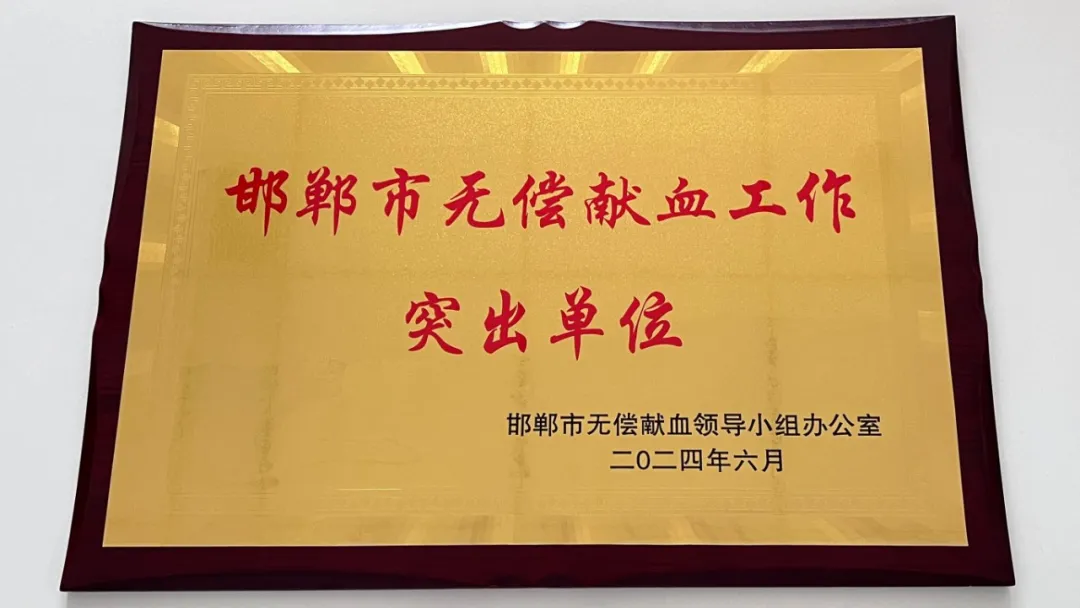 邯郸市无偿献血工作
突出单位
邯郸市无偿献血领导小组办公室
二0二四年六月